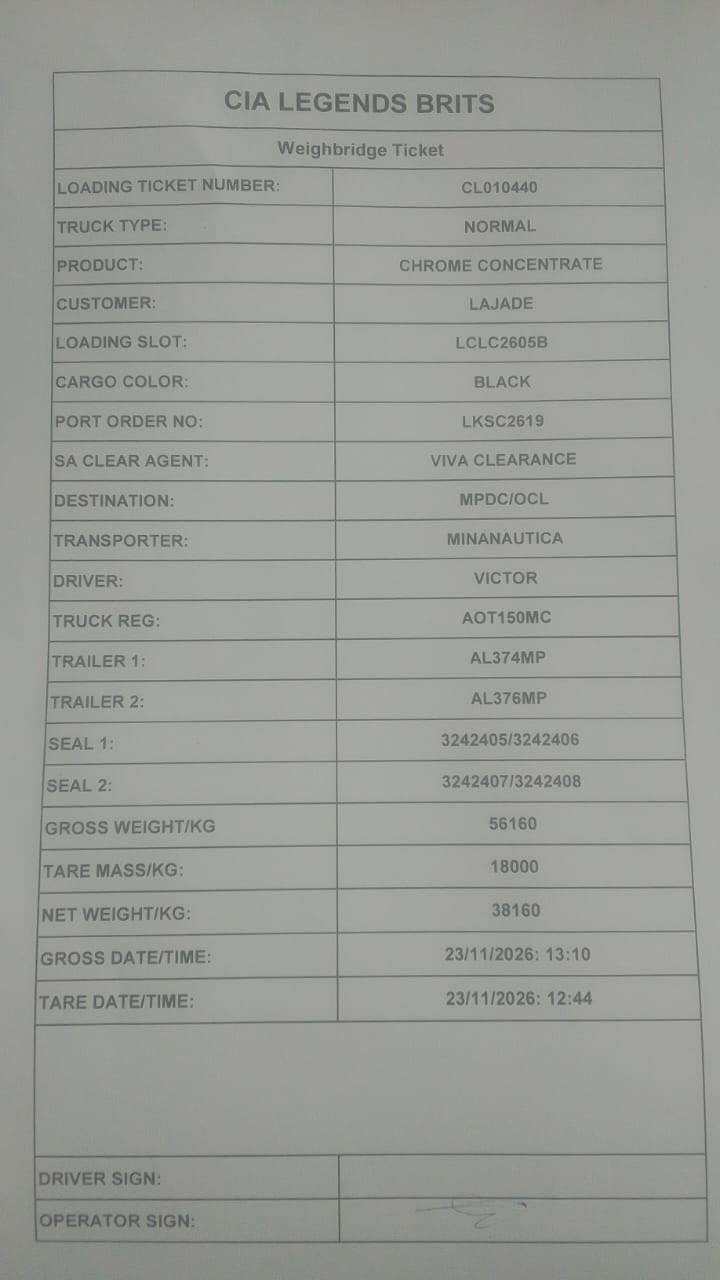 CIA LEGENDS BRITS
Weighbridge Ticket
LOADING TICKET NUMBER: CL010440
TRUCK TYPE: NORMAL
PRODUCT: CHROME CONCENTRATE
CUSTOMER: LAJADE
LOADING SLOT: LCLC2605B
CARGO COLOR: BLACK
PORT ORDER NO: LKSC2619
SA CLEAR AGENT: VIVA CLEARANCE
DESTINATION: MPDC/OCL
TRANSPORTER: MINANAUTICA
DRIVER: VICTOR
TRUCK REG: AOT150MC
TRAILER 1: AL374MP
TRAILER 2: AL376MP
SEAL 1: 3242405/3242406
SEAL 2: 3242407/3242408
GROSS WEIGHT/KG 56160
TARE MASS/KG: 18000
NET WEIGHT/KG: 38160
GROSS DATE/TIME: 23/11/2026: 13:10
TARE DATE/TIME: 23/11/2026: 12:44
DRIVER SIGN:
OPERATOR SIGN: